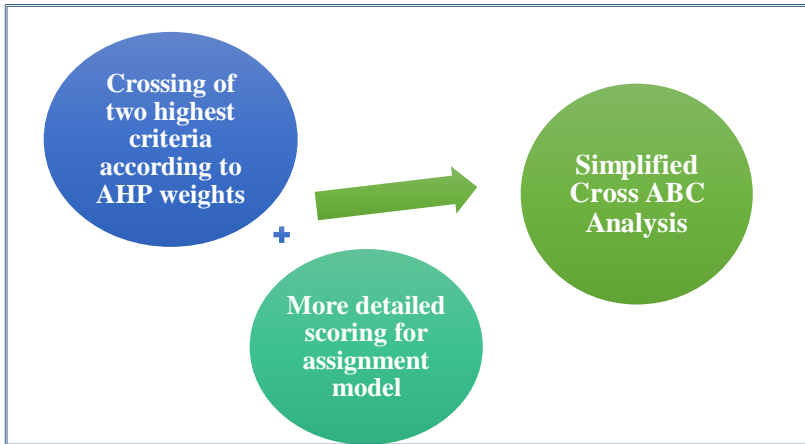 Crossing of
two highest
criteria
according to
AHP weights
+
More detailed
scoring for
assignment
model
Simplified
Cross ABC
Analysis